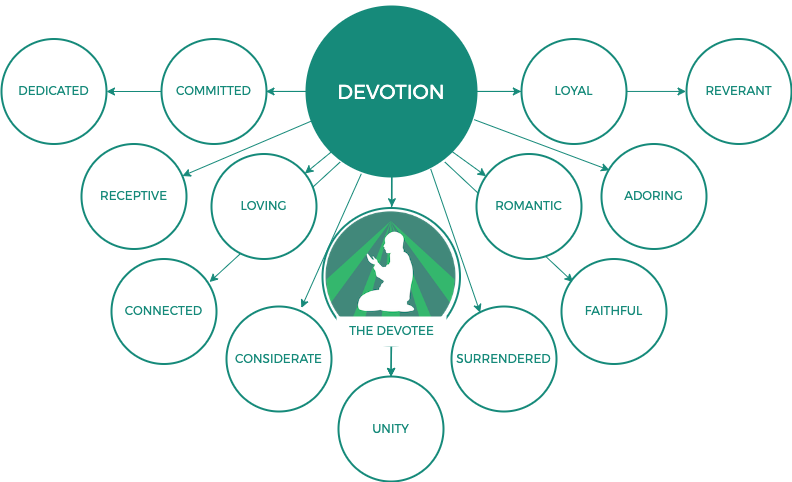 DEVOTION
DEDICATED
COMMITTED
LOYAL
REVERANT
RECEPTIVE
LOVING
ROMANTIC
ADORING
CONNECTED
FAITHFUL
THE DEVOTEE
CONSIDERATE
SURRENDERED
UNITY